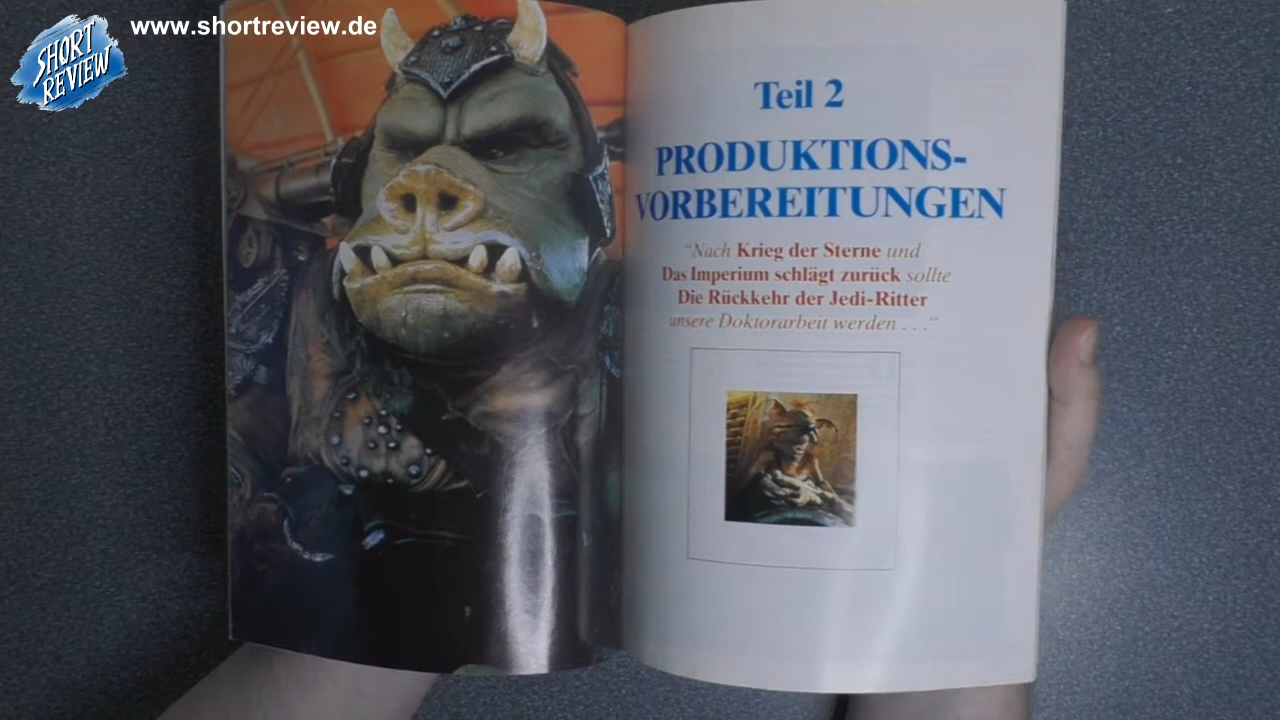 SHORT
REVIEW
www.shortreview.de
Teil 2
PRODUKTIONS-
VORBEREITUNGEN
“Nach Krieg der Sterne und
Das Imperium schlägt zurück sollte
Die Rückkehr der Jedi-Ritter
unsere Doktorarbeit werden . . .“